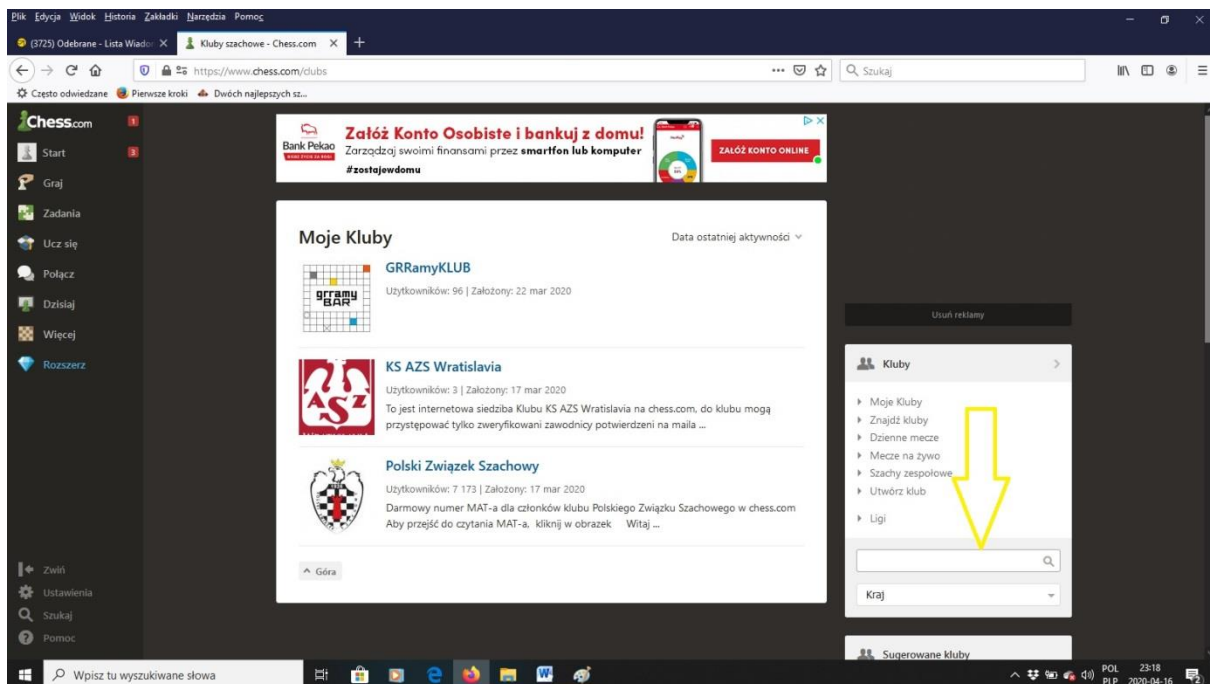 Plik Edycja Widok Historia Zakładki Narzędzia Pomoc
(3725) Odebrane - Lista Wiador
Kluby szachowe - Chess.com
https://www.chess.com/clubs
Szukaj
Często odwiedzane Pierwsze kroki Dwóch najlepszych sz...
Chess.com 1
Start 3
Graj
Zadania
Ucz się
Połącz
Dzisiaj
Więcej
Rozszerz
Zwiń
Ustawienia
Szukaj
Pomoc
Bank Pekao
Załóż Konto Osobiste i bankuj z domu!
Zarządzaj swoimi finansami przez smartfon lub komputer
#zostajewdomu
ZAŁÓŻ KONTO ONLINE
Moje Kluby
Data ostatniej aktywności
grramy
BAR
GRRamyKLUB
Użytkowników: 96 | Założony: 22 mar 2020
ASZ
KS AZS Wratislavia
Użytkowników: 3 | Założony: 17 mar 2020
To jest internetowa siedziba Klubu KS AZS Wratislavia na chess.com, do klubu mogą
przystępować tylko zweryfikowani zawodnicy potwierdzeni na maila ...
Polski Związek Szachowy
Użytkowników: 7 173 | Założony: 17 mar 2020
Darmowy numer MAT-a dla członków klubu Polskiego Związku Szachowego w chess.com
Aby przejść do czytania MAT-a, kliknij w obrazek Witaj ...
Góra
Usuń reklamy
Kluby
Moje Kluby
Znajdź kluby
Dzienne mecze
Mecze na żywo
Szachy zespołowe
Utwórz klub
Ligi
Kraj
Sugerowane kluby
Wpisz tu wyszukiwane słowa
POL
PLP
23:18
2020-04-16
2